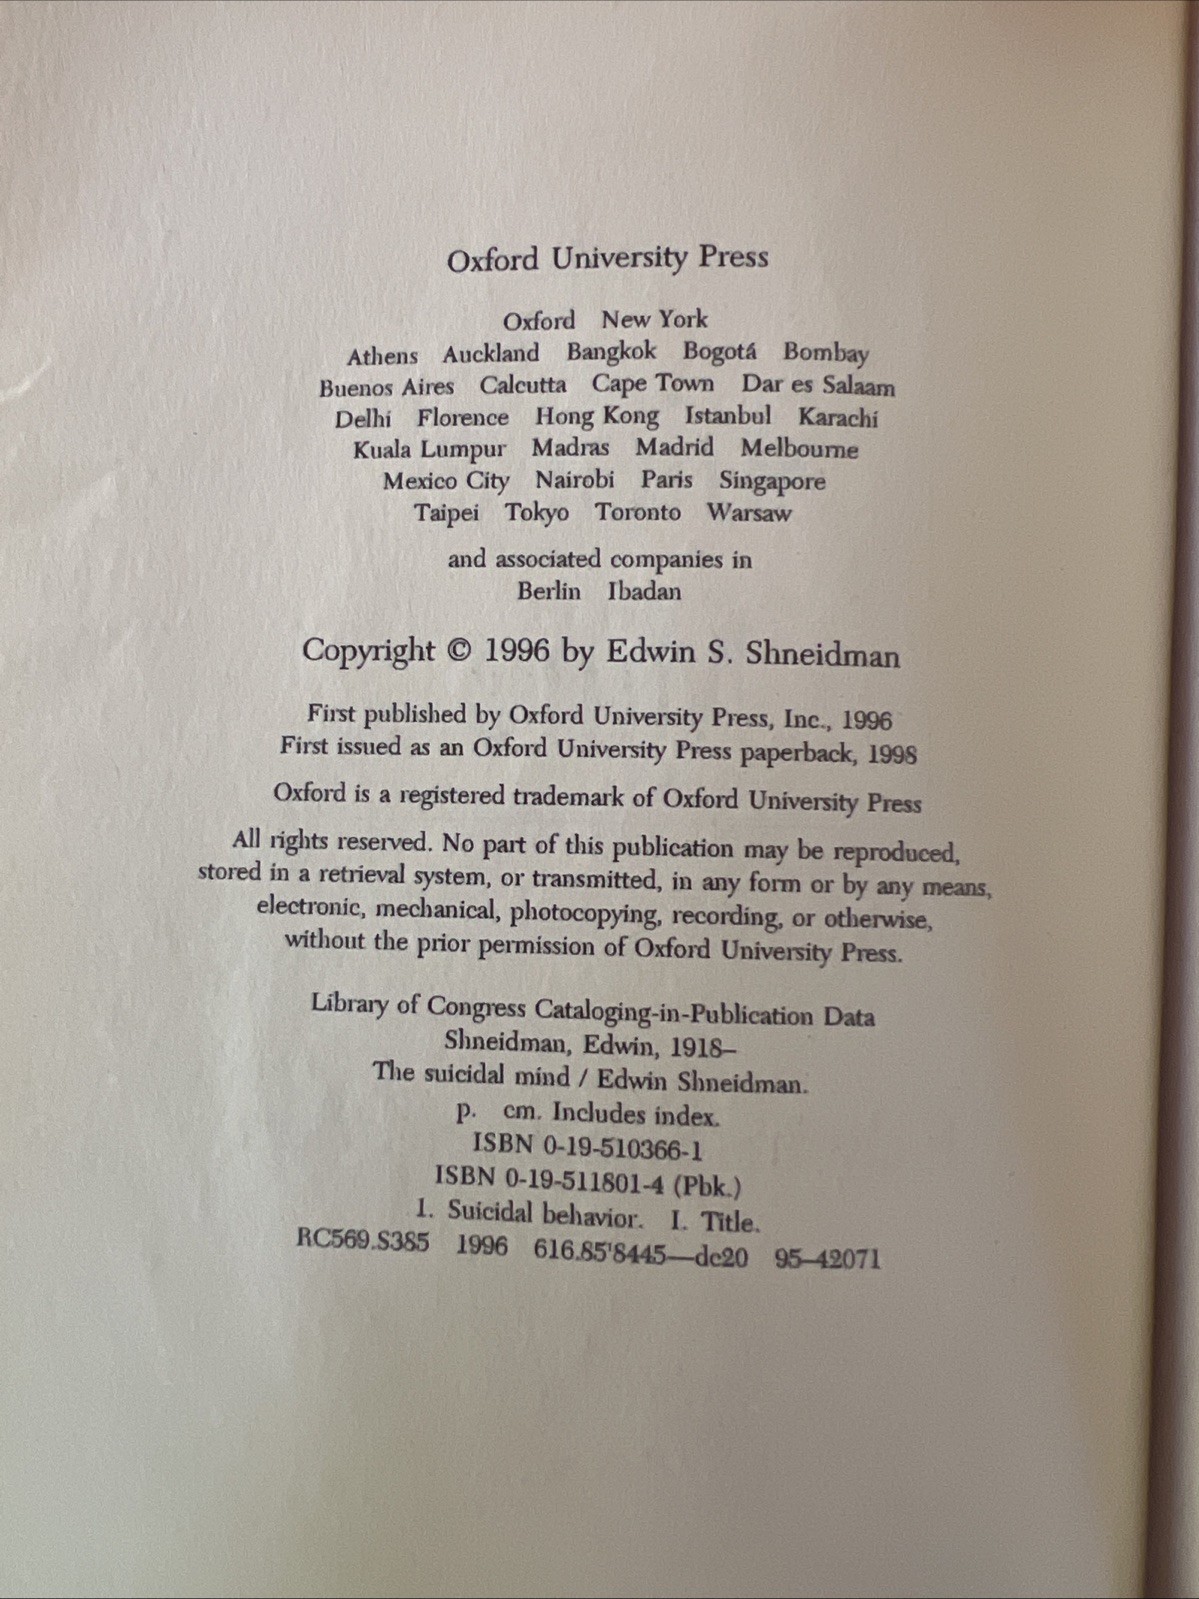 Oxford University Press
Oxford New York
Athens Auckland Bangkok Bogotá Bombay
Buenos Aires Calcutta Cape Town Dar es Salaam
Delhi Florence Hong Kong Istanbul Karachi
Kuala Lumpur Madras Madrid Melbourne
Mexico City Nairobi Paris Singapore
Taipei Tokyo Toronto Warsaw
and associated companies in
Berlin Ibadan
Copyright © 1996 by Edwin S. Shneidman
First published by Oxford University Press, Inc., 1996
First issued as an Oxford University Press paperback, 1998
Oxford is a registered trademark of Oxford University Press
All rights reserved. No part of this publication may be reproduced,
stored in a retrieval system, or transmitted, in any form or by any means,
electronic, mechanical, photocopying, recording, or otherwise,
without the prior permission of Oxford University Press.
Library of Congress Cataloging-in-Publication Data
Shneidman, Edwin, 1918–
The suicidal mind / Edwin Shneidman.
p. cm. Includes index.
ISBN 0-19-510366-1
ISBN 0-19-511801-4 (Pbk.)
1. Suicidal behavior. I. Title.
RC569.S385 1996 616.85'8445—dc20 95–42071